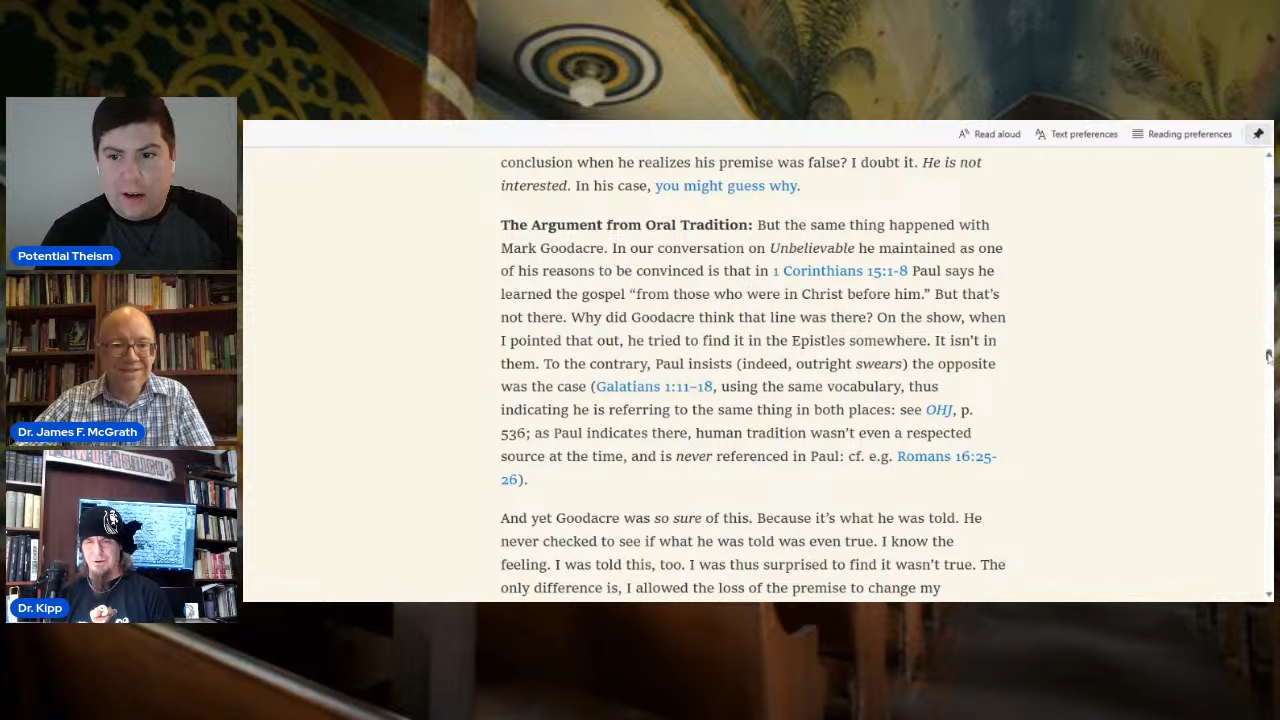 Read aloud Text preferences Reading preferences
conclusion when he realizes his premise was false? I doubt it. He is not
interested. In his case, you might guess why.
The Argument from Oral Tradition: But the same thing happened with
Mark Goodacre. In our conversation on Unbelievable he maintained as one
of his reasons to be convinced is that in 1 Corinthians 15:1-8 Paul says he
learned the gospel “from those who were in Christ before him.” But that’s
not there. Why did Goodacre think that line was there? On the show, when
I pointed that out, he tried to find it in the Epistles somewhere. It isn’t in
them. To the contrary, Paul insists (indeed, outright swears) the opposite
was the case (Galatians 1:11–18, using the same vocabulary, thus
indicating he is referring to the same thing in both places: see OHJ, p.
536; as Paul indicates there, human tradition wasn’t even a respected
source at the time, and is never referenced in Paul: cf. e.g. Romans 16:25-
26).
And yet Goodacre was so sure of this. Because it’s what he was told. He
never checked to see if what he was told was even true. I know the
feeling. I was told this, too. I was thus surprised to find it wasn’t true. The
only difference is, I allowed the loss of the premise to change my
Potential Theism
Dr. James F. McGrath
Dr. Kipp